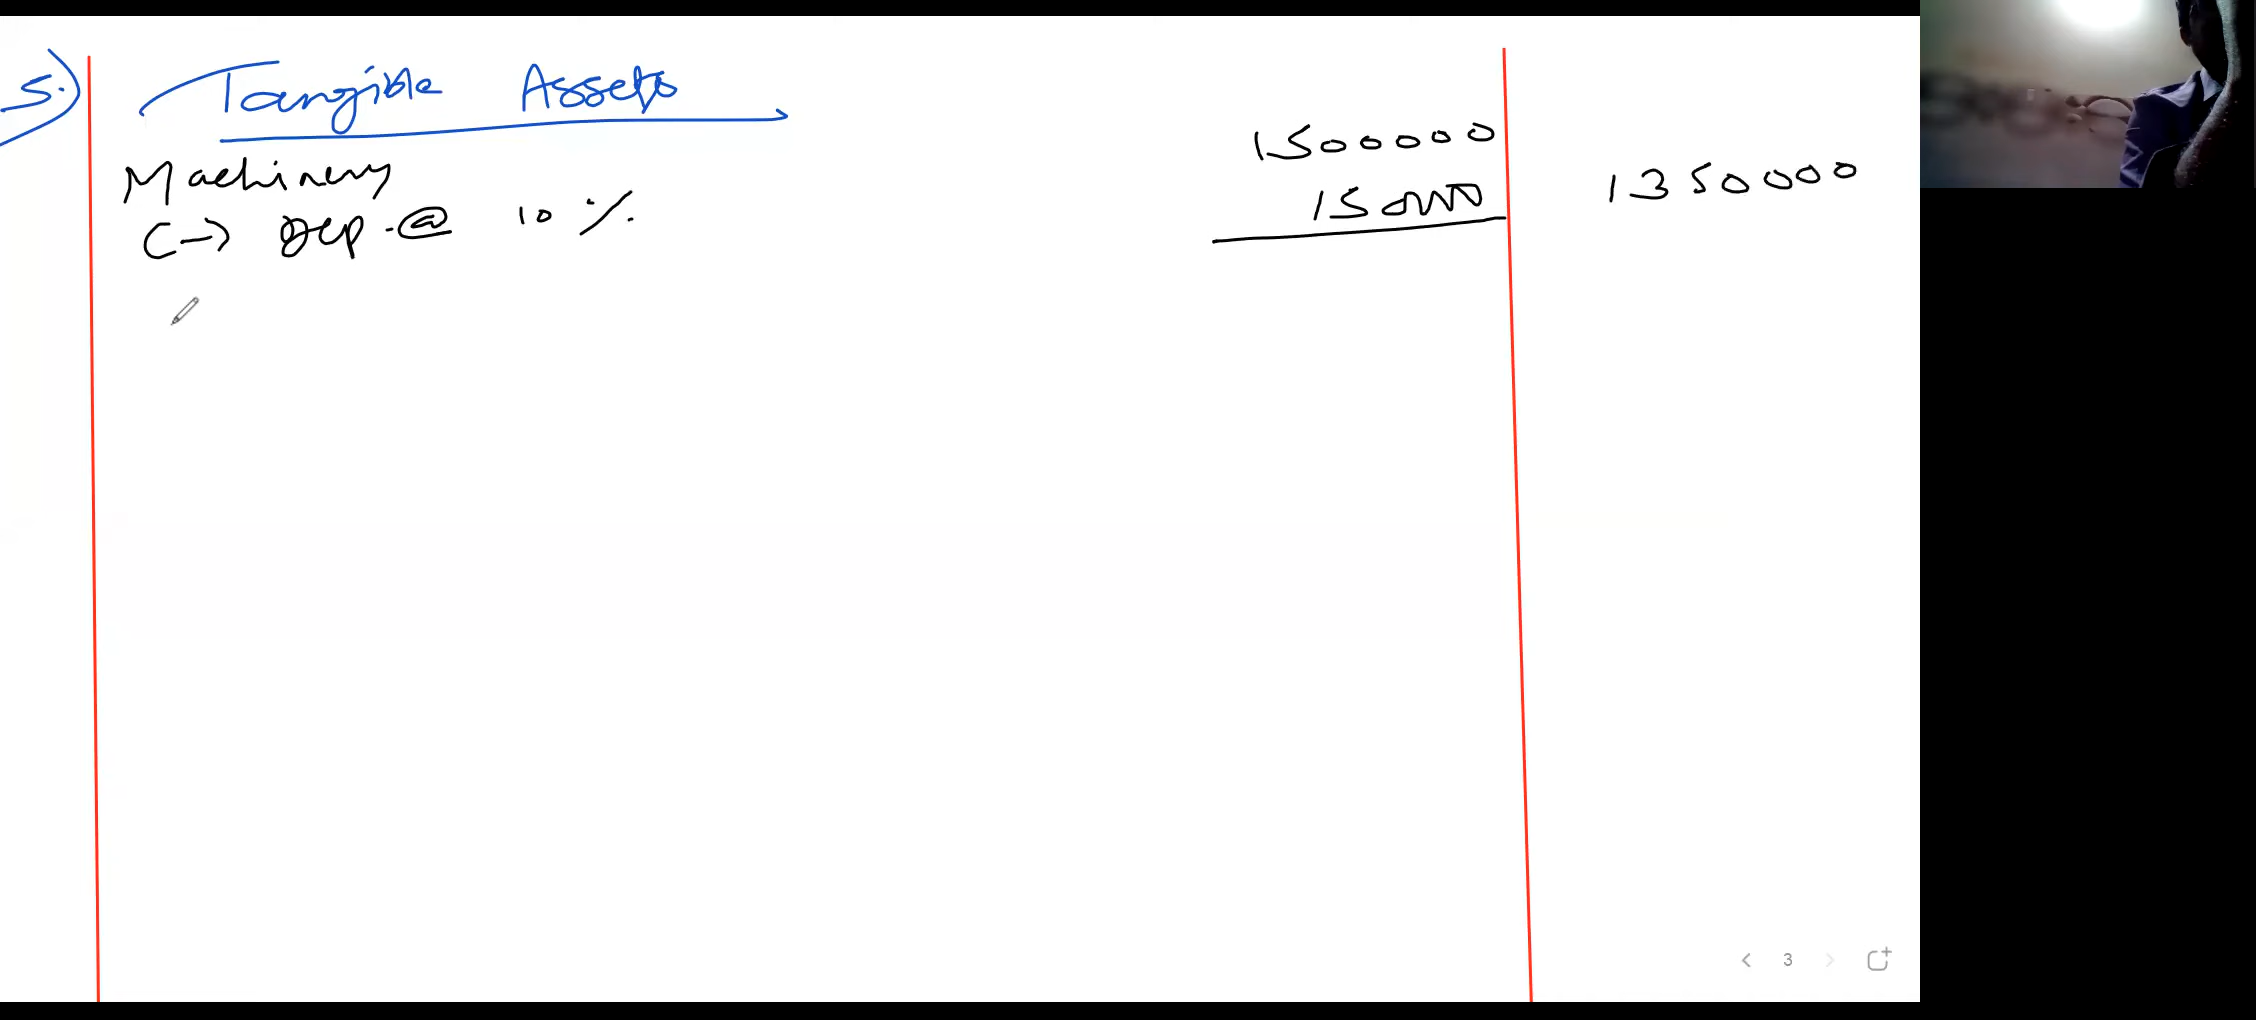 5.) Tangible Assets
Machinery 1500000
(-) Dep. @ 10 % 150000 1350000
< 3 >